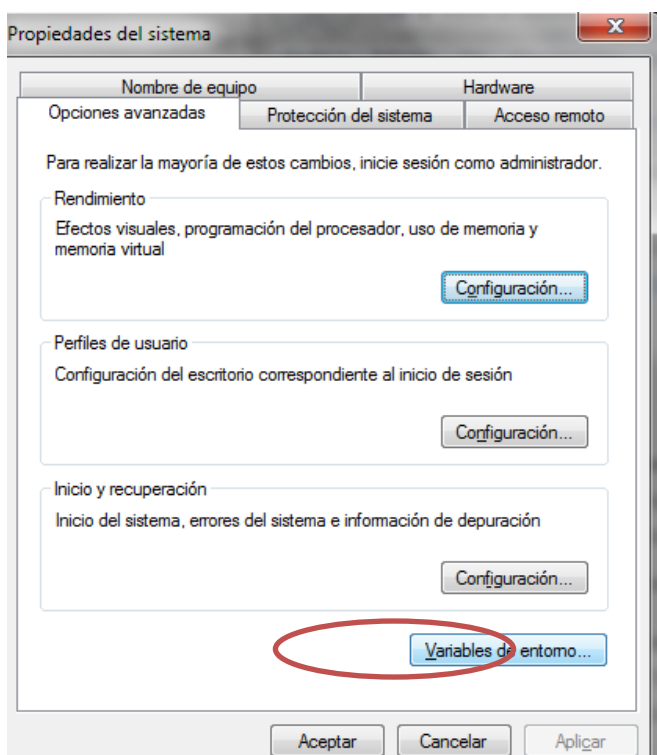 Propiedades del sistema
Nombre de equipo
Hardware
Opciones avanzadas
Protección del sistema
Acceso remoto
Para realizar la mayoría de estos cambios, inicie sesión como administrador.
Rendimiento
Efectos visuales, programación del procesador, uso de memoria y
memoria virtual
Configuración...
Perfiles de usuario
Configuración del escritorio correspondiente al inicio de sesión
Configuración...
Inicio y recuperación
Inicio del sistema, errores del sistema e información de depuración
Configuración...
Variables de entorno...
Aceptar
Cancelar
Aplicar